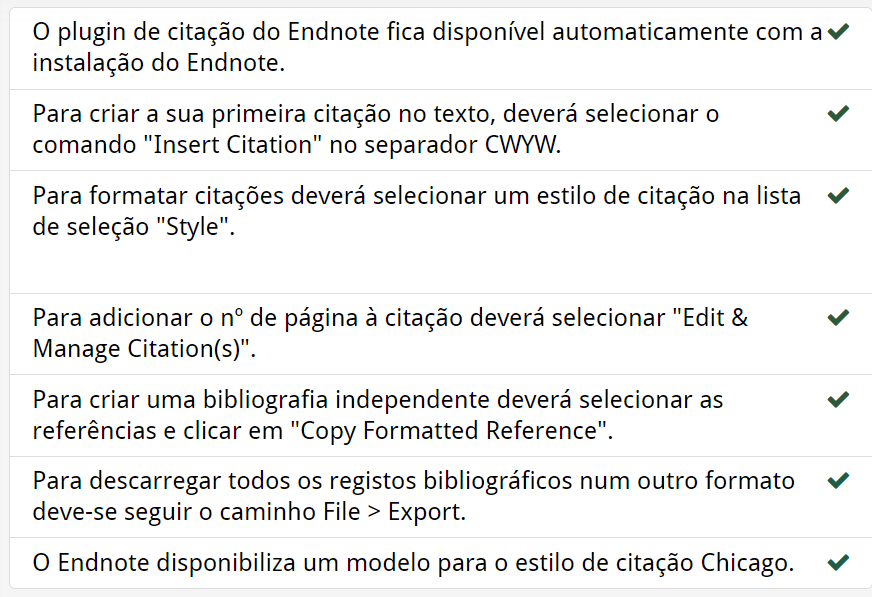 O plugin de citação do Endnote fica disponível automaticamente com a
instalação do Endnote.
Para criar a sua primeira citação no texto, deverá selecionar o
comando "Insert Citation" no separador CWYW.
Para formatar citações deverá selecionar um estilo de citação na lista
de seleção "Style".
Para adicionar o nº de página à citação deverá selecionar "Edit &
Manage Citation(s)".
Para criar uma bibliografia independente deverá selecionar as
referências e clicar em "Copy Formatted Reference".
Para descarregar todos os registos bibliográficos num outro formato
deve-se seguir o caminho File > Export.
O Endnote disponibiliza um modelo para o estilo de citação Chicago.